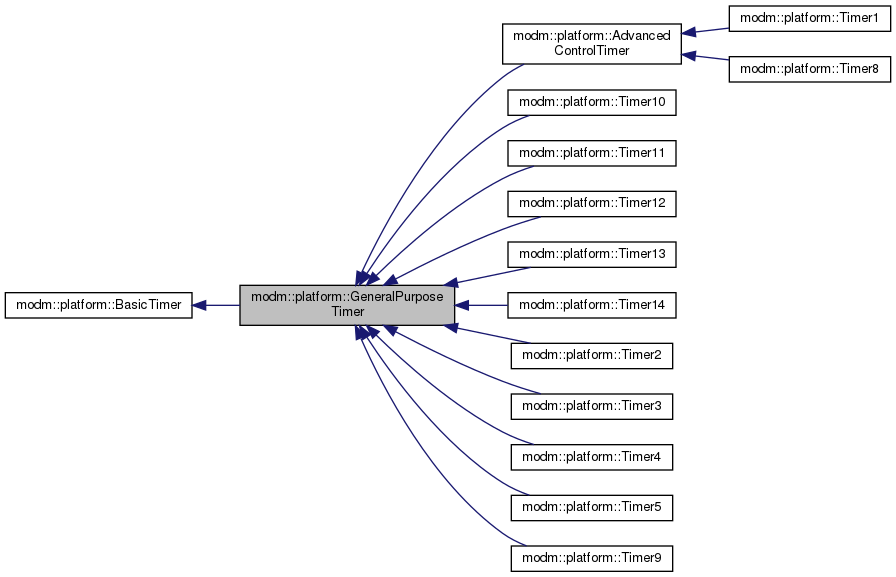 modm::platform::BasicTimer
modm::platform::GeneralPurpose
Timer
modm::platform::Advanced
ControlTimer
modm::platform::Timer1
modm::platform::Timer8
modm::platform::Timer10
modm::platform::Timer11
modm::platform::Timer12
modm::platform::Timer13
modm::platform::Timer14
modm::platform::Timer2
modm::platform::Timer3
modm::platform::Timer4
modm::platform::Timer5
modm::platform::Timer9